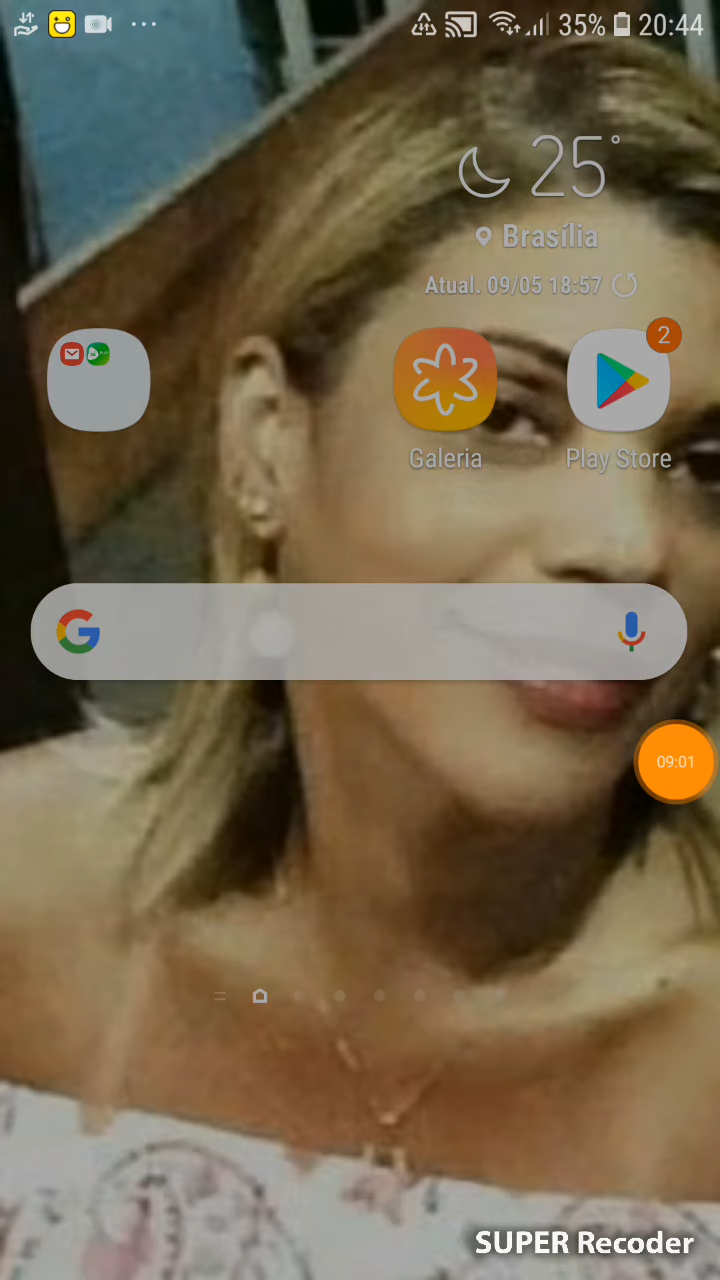 35% 20:44
25°
Brasília
Atual. 09/05 18:57
2
Galeria
Play Store
09:01
SUPER Recoder